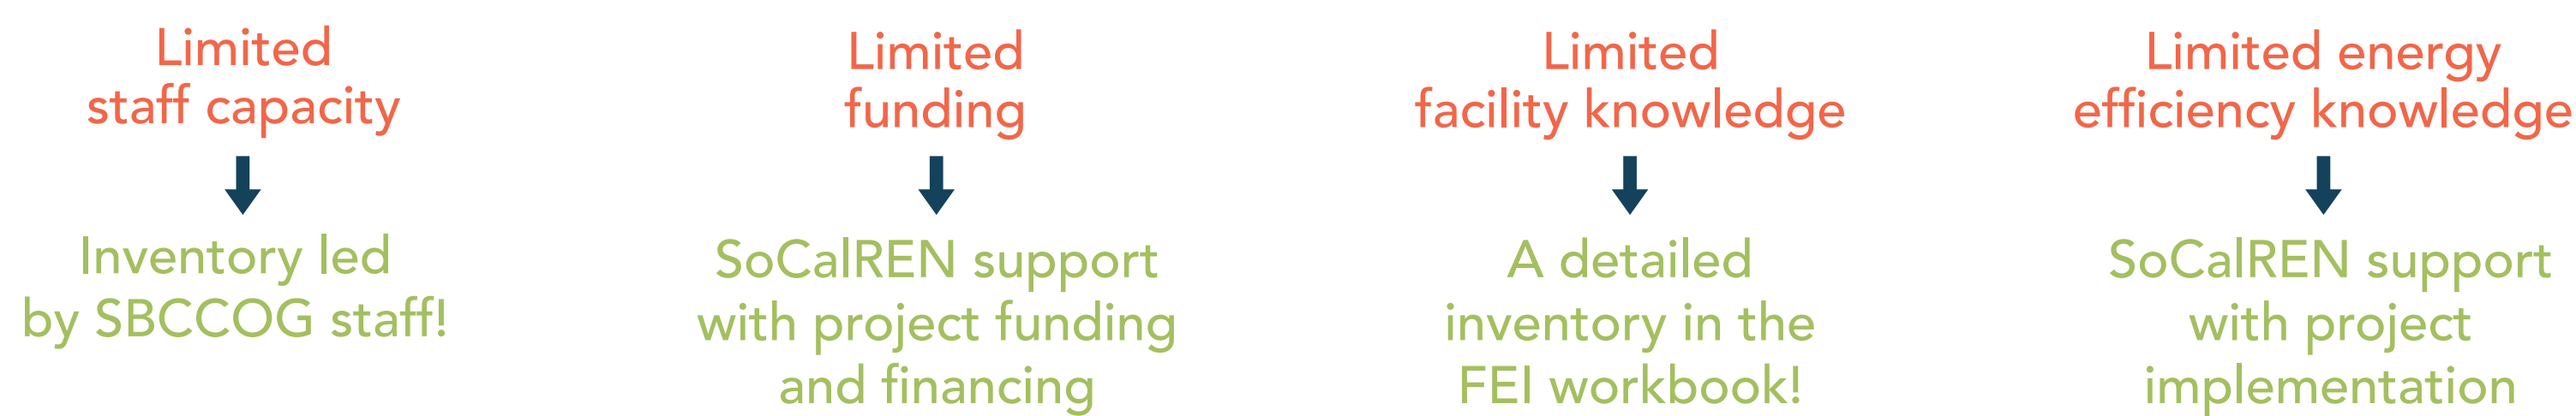 Limited
staff capacity
Inventory led
by SBCCOG staff!
Limited
funding
SoCalREN support
with project funding
and financing
Limited
facility knowledge
A detailed
inventory in the
FEI workbook!
Limited energy
efficiency knowledge
SoCalREN support
with project
implementation